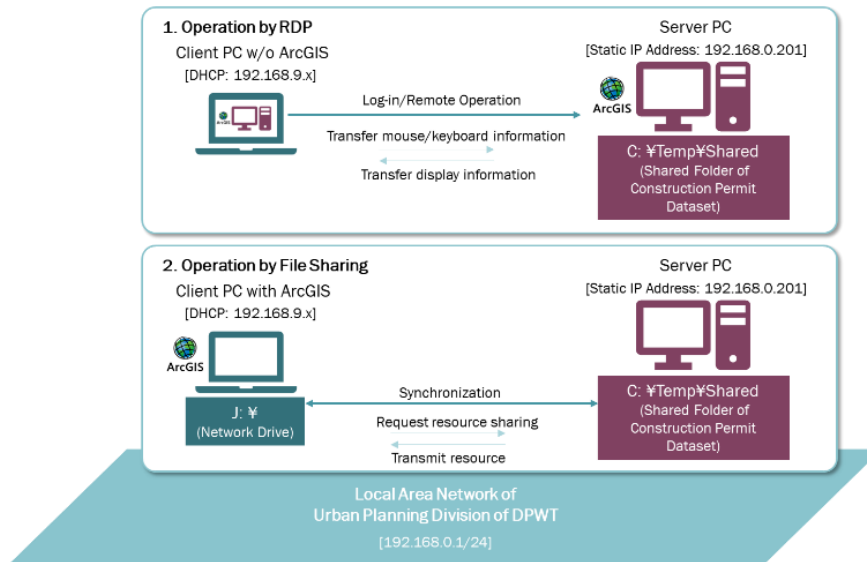 1. Operation by RDP
Client PC w/o ArcGIS
[DHCP: 192.168.9.x]
Server PC
[Static IP Address: 192.168.0.201]
ArcGIS
ArcGIS
Log-in/Remote Operation
Transfer mouse/keyboard information
Transfer display information
C: ¥Temp¥Shared
(Shared Folder of
Construction Permit
Dataset)
2. Operation by File Sharing
Client PC with ArcGIS
[DHCP: 192.168.9.x]
Server PC
[Static IP Address: 192.168.0.201]
ArcGIS
J: ¥
(Network Drive)
Synchronization
Request resource sharing
Transmit resource
C: ¥Temp¥Shared
(Shared Folder of
Construction Permit
Dataset)
Local Area Network of
Urban Planning Division of DPWT
[192.168.0.1/24]